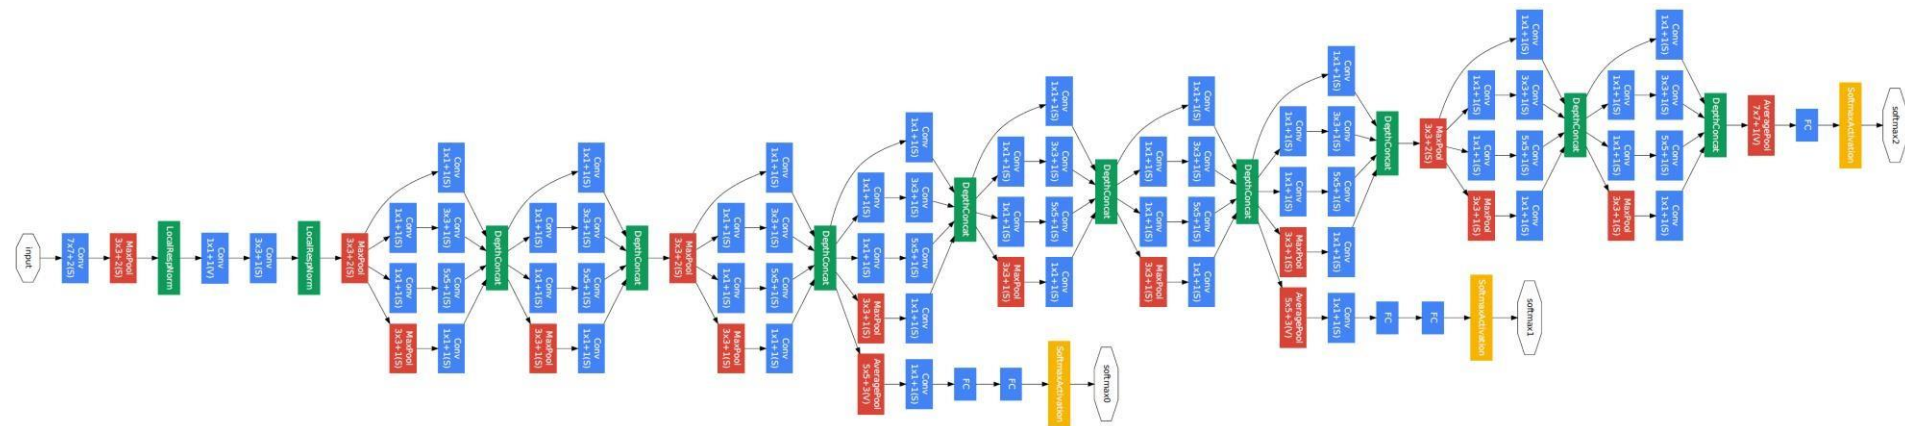 input
Conv
7x7+2(S)
MaxPool
3x3+2(S)
LocalRespNorm
Conv
1x1+1(V)
Conv
3x3+1(S)
LocalRespNorm
MaxPool
3x3+2(S)
Conv
1x1+1(S)
Conv
1x1+1(S)
MaxPool
3x3+1(S)
Conv
1x1+1(S)
Conv
3x3+1(S)
Conv
5x5+1(S)
Conv
1x1+1(S)
DepthConcat
Conv
1x1+1(S)
Conv
1x1+1(S)
MaxPool
3x3+1(S)
Conv
1x1+1(S)
Conv
3x3+1(S)
Conv
5x5+1(S)
Conv
1x1+1(S)
DepthConcat
MaxPool
3x3+2(S)
Conv
1x1+1(S)
Conv
1x1+1(S)
MaxPool
3x3+1(S)
Conv
1x1+1(S)
Conv
3x3+1(S)
Conv
5x5+1(S)
Conv
1x1+1(S)
DepthConcat
Conv
1x1+1(S)
Conv
1x1+1(S)
MaxPool
3x3+1(S)
AveragePool
5x5+3(V)
Conv
1x1+1(S)
Conv
3x3+1(S)
Conv
5x5+1(S)
Conv
1x1+1(S)
Conv
1x1+1(S)
DepthConcat
FC
FC
SoftmaxActivation
softmax0
Conv
1x1+1(S)
Conv
1x1+1(S)
MaxPool
3x3+1(S)
Conv
1x1+1(S)
Conv
3x3+1(S)
Conv
5x5+1(S)
Conv
1x1+1(S)
DepthConcat
Conv
1x1+1(S)
Conv
1x1+1(S)
MaxPool
3x3+1(S)
Conv
1x1+1(S)
Conv
3x3+1(S)
Conv
5x5+1(S)
Conv
1x1+1(S)
DepthConcat
Conv
1x1+1(S)
Conv
1x1+1(S)
MaxPool
3x3+1(S)
AveragePool
5x5+3(V)
Conv
1x1+1(S)
Conv
3x3+1(S)
Conv
5x5+1(S)
Conv
1x1+1(S)
Conv
1x1+1(S)
DepthConcat
FC
FC
SoftmaxActivation
softmax1
MaxPool
3x3+2(S)
Conv
1x1+1(S)
Conv
1x1+1(S)
MaxPool
3x3+1(S)
Conv
1x1+1(S)
Conv
3x3+1(S)
Conv
5x5+1(S)
Conv
1x1+1(S)
DepthConcat
Conv
1x1+1(S)
Conv
1x1+1(S)
MaxPool
3x3+1(S)
Conv
1x1+1(S)
Conv
3x3+1(S)
Conv
5x5+1(S)
Conv
1x1+1(S)
DepthConcat
AveragePool
7x7+1(V)
FC
SoftmaxActivation
softmax2